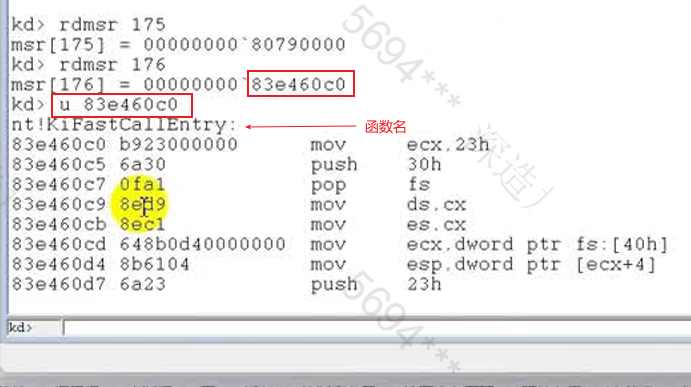 kd> rdmsr 175
msr[175] = 00000000`80790000
kd> rdmsr 176
msr[176] = 00000000`83e460c0
kd> u 83e460c0
nt!KiFastCallEntry:
函数名
83e460c0 b923000000 mov ecx,23h
83e460c5 6a30 push 30h
83e460c7 0fa1 pop fs
83e460c9 8ed9 mov ds,cx
83e460cb 8ec1 mov es,cx
83e460cd 648b0d40000000 mov ecx,dword ptr fs:[40h]
83e460d4 8b6104 mov esp,dword ptr [ecx+4]
83e460d7 6a23 push 23h
kd>
5694*** 深造
5694***